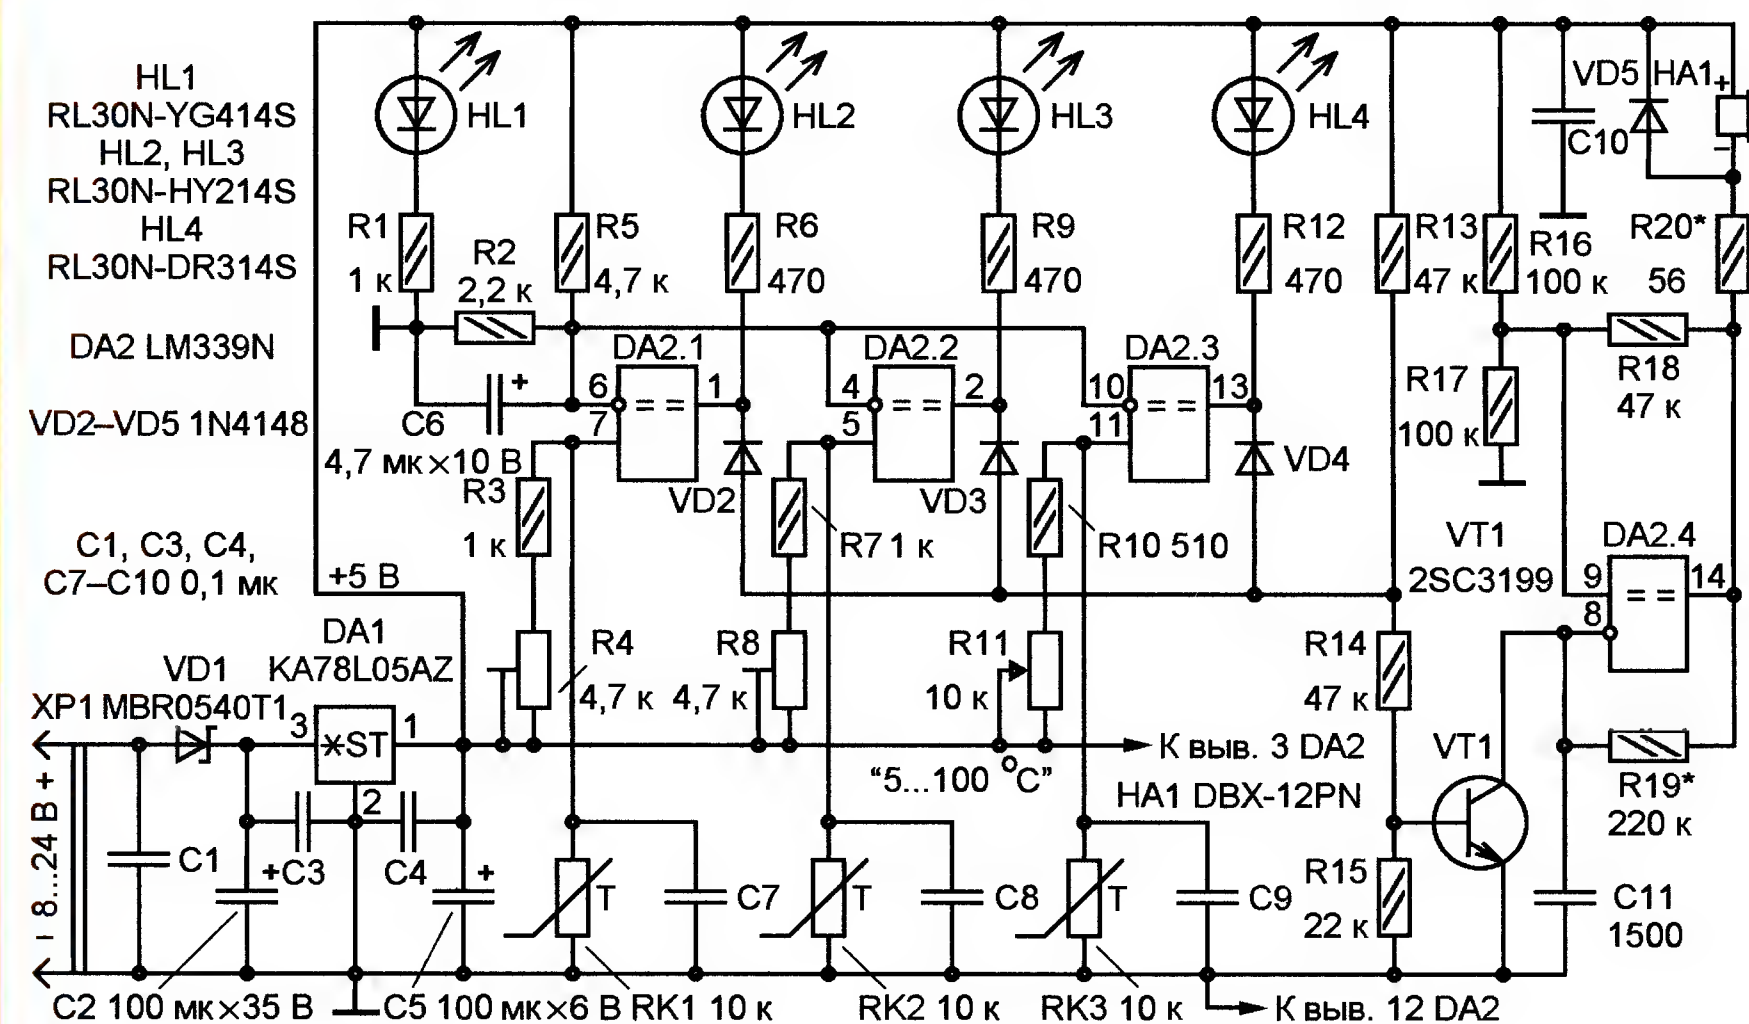 HL1
RL30N-YG414S
HL2, HL3
RL30N-HY214S
HL4
RL30N-DR314S
DA2 LM339N
VD2–VD5 1N4148
C1, C3, C4,
C7–C10 0,1 мк
HL1
HL2
HL3
HL4
VD5
HA1
+
−
C10
R1
1 к
R2
2,2 к
R5
4,7 к
R6
470
R9
470
R12
470
R13
47 к
R16
100 к
R20*
56
DA2.1
6
7
1
= =
DA2.2
4
5
2
= =
DA2.3
10
11
13
= =
R17
100 к
R18
47 к
C6
+
4,7 мк×10 В
R3
1 к
VD2
R7 1 к
VD3
R10 510
VD4
VT1
2SC3199
DA2.4
9
8
14
= =
+5 В
DA1
KA78L05AZ
VD1
MBR0540T1
XP1
3
∗ST
1
2
R4
4,7 к
R8
4,7 к
R11
10 к
R14
47 к
К выв. 3 DA2
“5...100 °C”
HA1 DBX-12PN
VT1
R19*
220 к
− 8...24 В +
C1
+
C3
C4
+
T
C7
T
C8
T
C9
R15
22 к
C11
1500
C2 100 мк×35 В
C5 100 мк×6 В
RK1 10 к
RK2 10 к
RK3 10 к
К выв. 12 DA2